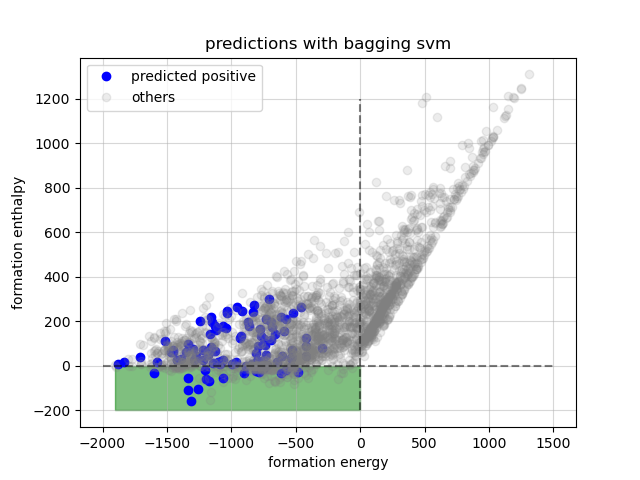 predictions with bagging svm
predicted positive
others
formation enthalpy
1200
1000
800
600
400
200
0
−200
−2000 −1500 −1000 −500 0 500 1000 1500
formation energy